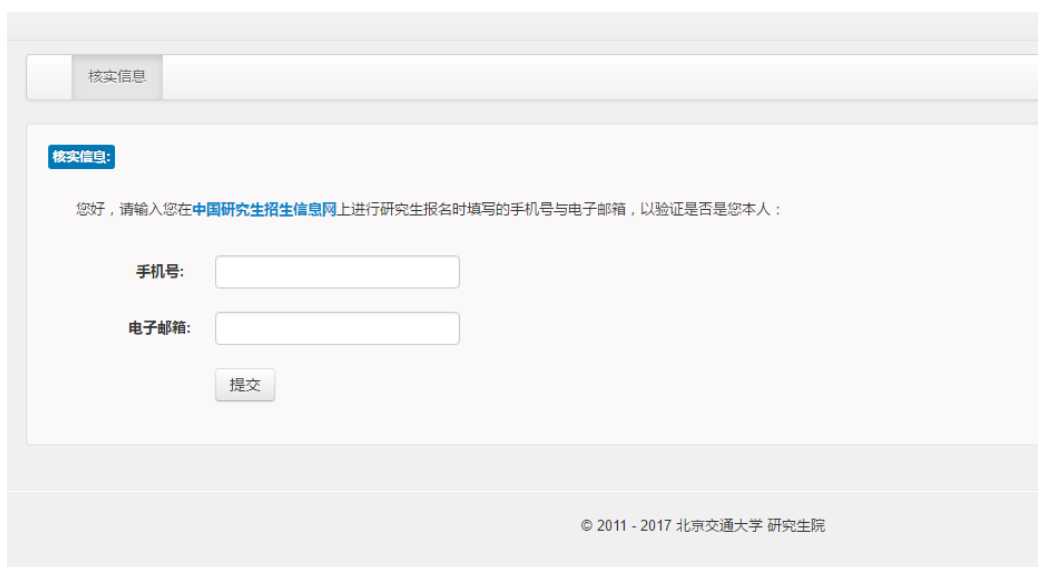 核实信息
核实信息:
您好，请输入您在中国研究生招生信息网上进行研究生报名时填写的手机号与电子邮箱，以验证是否是您本人：
手机号:
电子邮箱:
提交
© 2011 - 2017 北京交通大学 研究生院